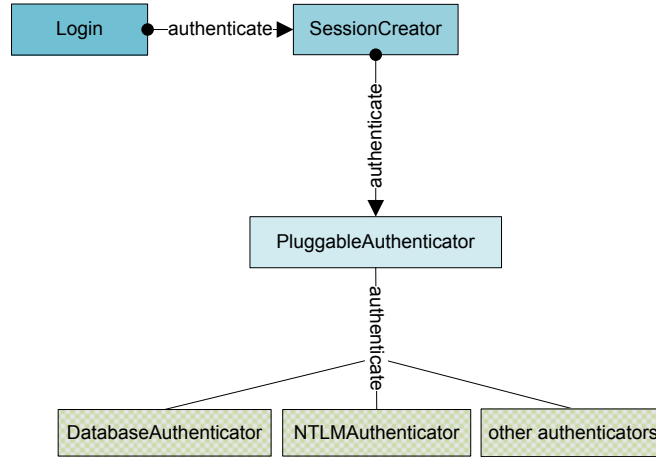 Login
authenticate
SessionCreator
authenticate
PluggableAuthenticator
authenticate
DatabaseAuthenticator
NTLMAuthenticator
other authenticators